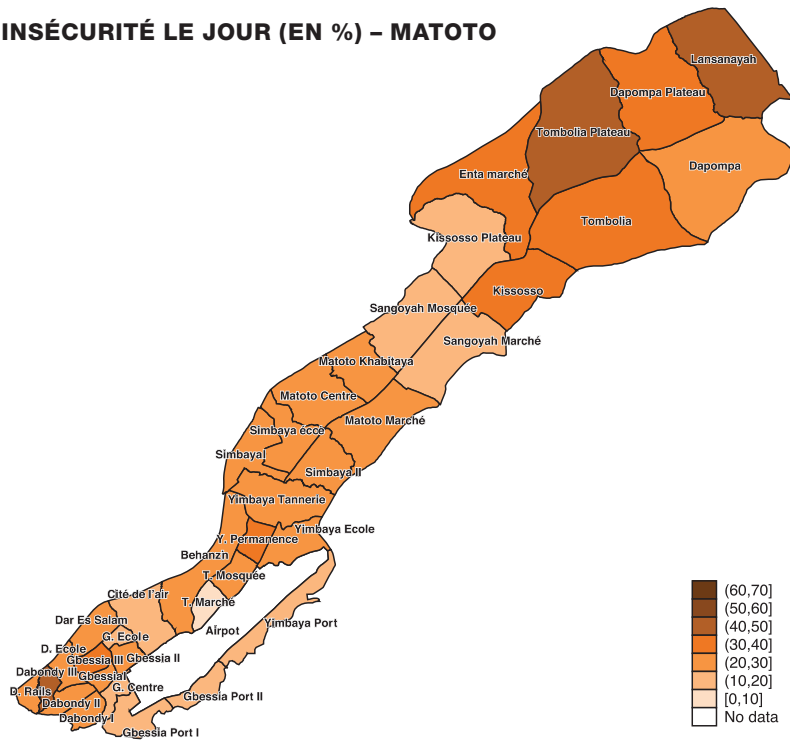 INSÉCURITÉ LE JOUR (EN %) – MATOTO
Lansanayah
Dapompa Plateau
Tombolia Plateau
Dapompa
Enta marché
Tombolia
Kissosso Plateau
Kissosso
Sangoyah Mosquée
Sangoyah Marché
Matoto Khabitaya
Matoto Centre
Matoto Marché
Simbaya écce
SimbayaI
Simbaya II
Yimbaya Tannerie
Yimbaya Ecole
Y. Permanence
Behanzin
T. Mosquée
Cité de l'air
T. Marché
Dar Es Salam
Yimbaya Port
Airpot
G. Ecole
D. Ecole
Gbessia II
Gbessia III
Dabondy III
GbessiaI
G. Centre
D. Rails
Gbessia Port II
Dabondy II
Dabondy I
Gbessia Port I
(60,70]
(50,60]
(40,50]
(30,40]
(20,30]
(10,20]
[0,10]
No data